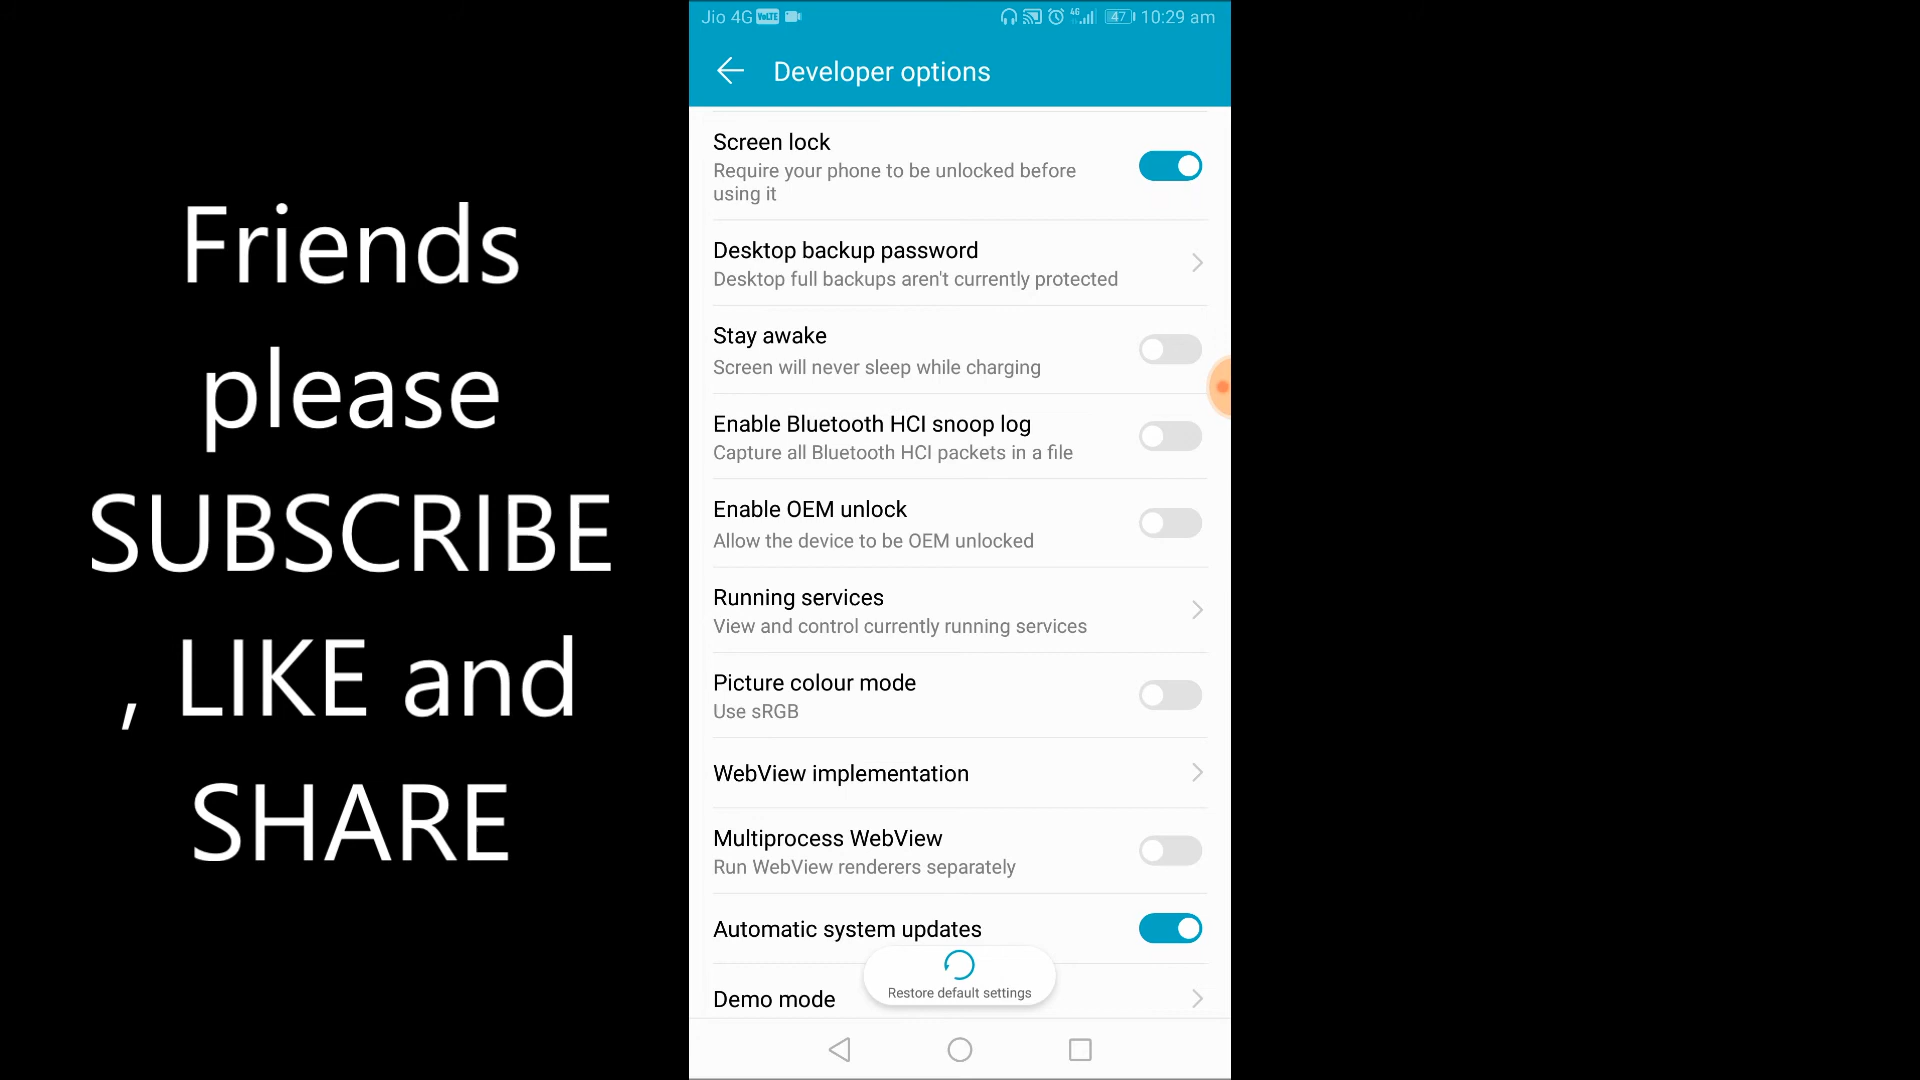 Friends
please
SUBSCRIBE
, LIKE and
SHARE
Jio 4G VoLTE 4G 47 10:29 am
Developer options
Screen lock
Require your phone to be unlocked before
using it
Desktop backup password
Desktop full backups aren't currently protected
Stay awake
Screen will never sleep while charging
Enable Bluetooth HCI snoop log
Capture all Bluetooth HCI packets in a file
Enable OEM unlock
Allow the device to be OEM unlocked
Running services
View and control currently running services
Picture colour mode
Use sRGB
WebView implementation
Multiprocess WebView
Run WebView renderers separately
Automatic system updates
Restore default settings
Demo mode